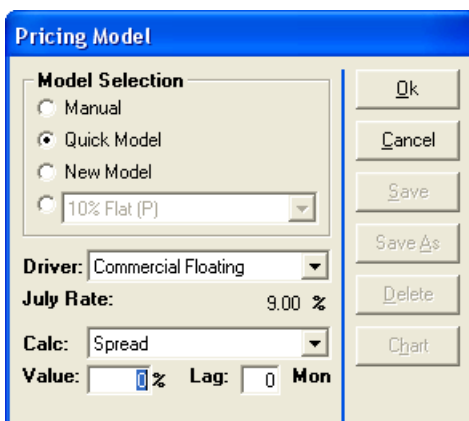 Pricing Model
Model Selection
Manual
Quick Model
New Model
10% Flat (P)
Driver: Commercial Floating
July Rate: 9.00 %
Calc: Spread
Value: 0 % Lag: 0 Mon
Ok
Cancel
Save
Save As
Delete
Chart